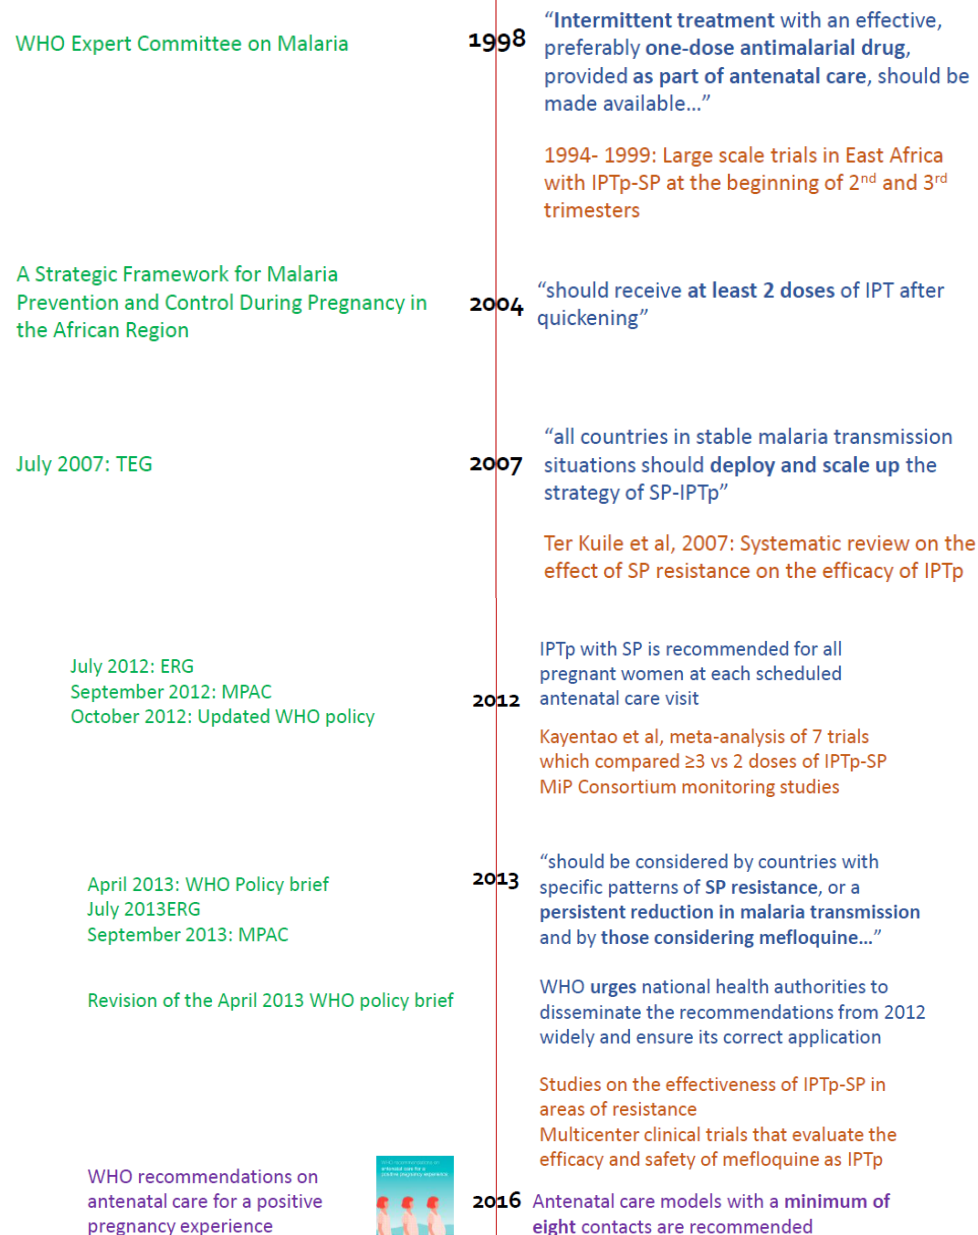 WHO Expert Committee on Malaria
1998
“Intermittent treatment with an effective,
preferably one-dose antimalarial drug,
provided as part of antenatal care, should be
made available…”
1994- 1999: Large scale trials in East Africa
with IPTp-SP at the beginning of 2nd and 3rd
trimesters
A Strategic Framework for Malaria
Prevention and Control During Pregnancy in
the African Region
2004
“should receive at least 2 doses of IPT after
quickening”
July 2007: TEG
2007
“all countries in stable malaria transmission
situations should deploy and scale up the
strategy of SP-IPTp”
Ter Kuile et al, 2007: Systematic review on the
effect of SP resistance on the efficacy of IPTp
July 2012: ERG
September 2012: MPAC
October 2012: Updated WHO policy
2012
IPTp with SP is recommended for all
pregnant women at each scheduled
antenatal care visit
Kayentao et al, meta-analysis of 7 trials
which compared ≥3 vs 2 doses of IPTp-SP
MiP Consortium monitoring studies
April 2013: WHO Policy brief
July 2013ERG
September 2013: MPAC
2013
“should be considered by countries with
specific patterns of SP resistance, or a
persistent reduction in malaria transmission
and by those considering mefloquine…”
Revision of the April 2013 WHO policy brief
WHO urges national health authorities to
disseminate the recommendations from 2012
widely and ensure its correct application
Studies on the effectiveness of IPTp-SP in
areas of resistance
Multicenter clinical trials that evaluate the
efficacy and safety of mefloquine as IPTp
WHO recommendations on
antenatal care for a positive
pregnancy experience
WHO recommendations on
antenatal care for a
positive pregnancy experience
2016
Antenatal care models with a minimum of
eight contacts are recommended